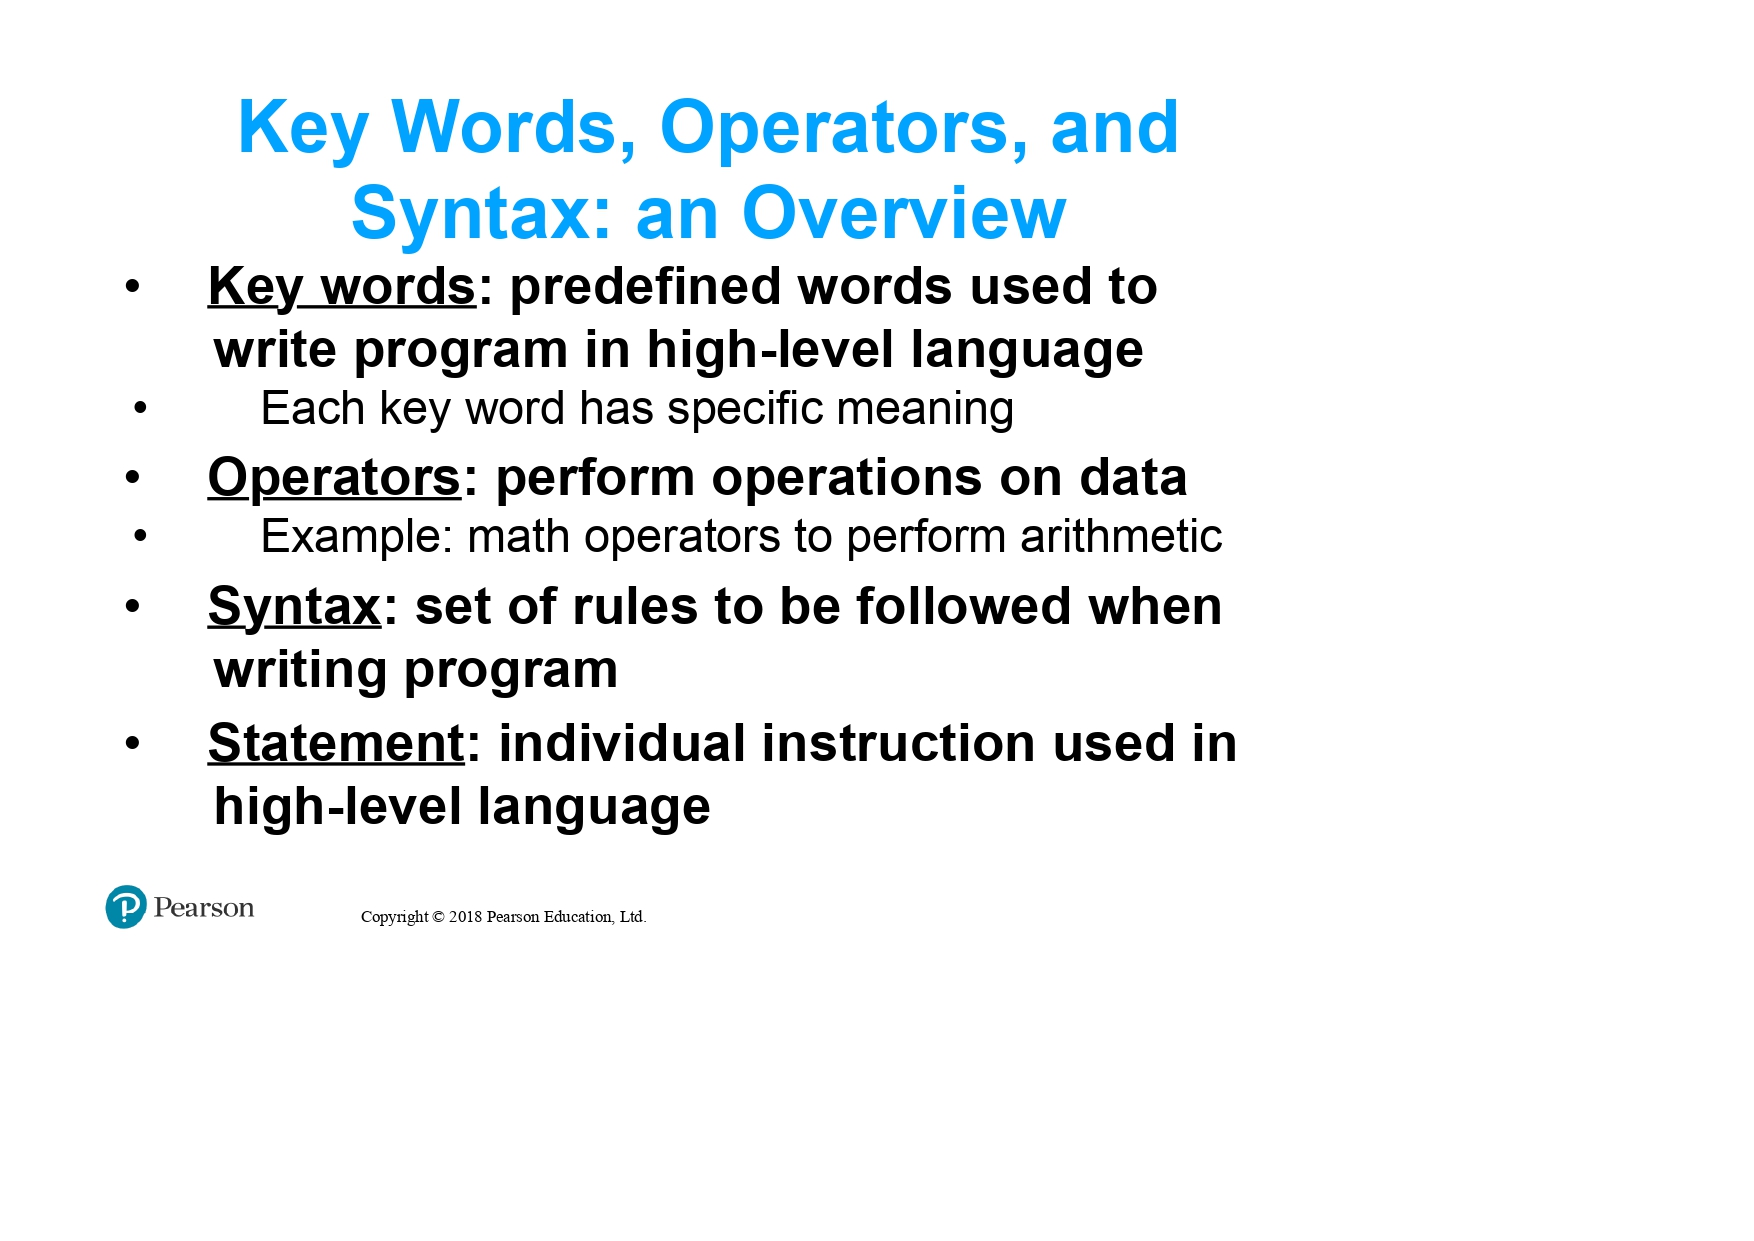 Key Words, Operators, and
Syntax: an Overview
• Key words: predefined words used to
write program in high-level language
• Each key word has specific meaning
• Operators: perform operations on data
• Example: math operators to perform arithmetic
• Syntax: set of rules to be followed when
writing program
• Statement: individual instruction used in
high-level language
Pearson
Copyright © 2018 Pearson Education, Ltd.